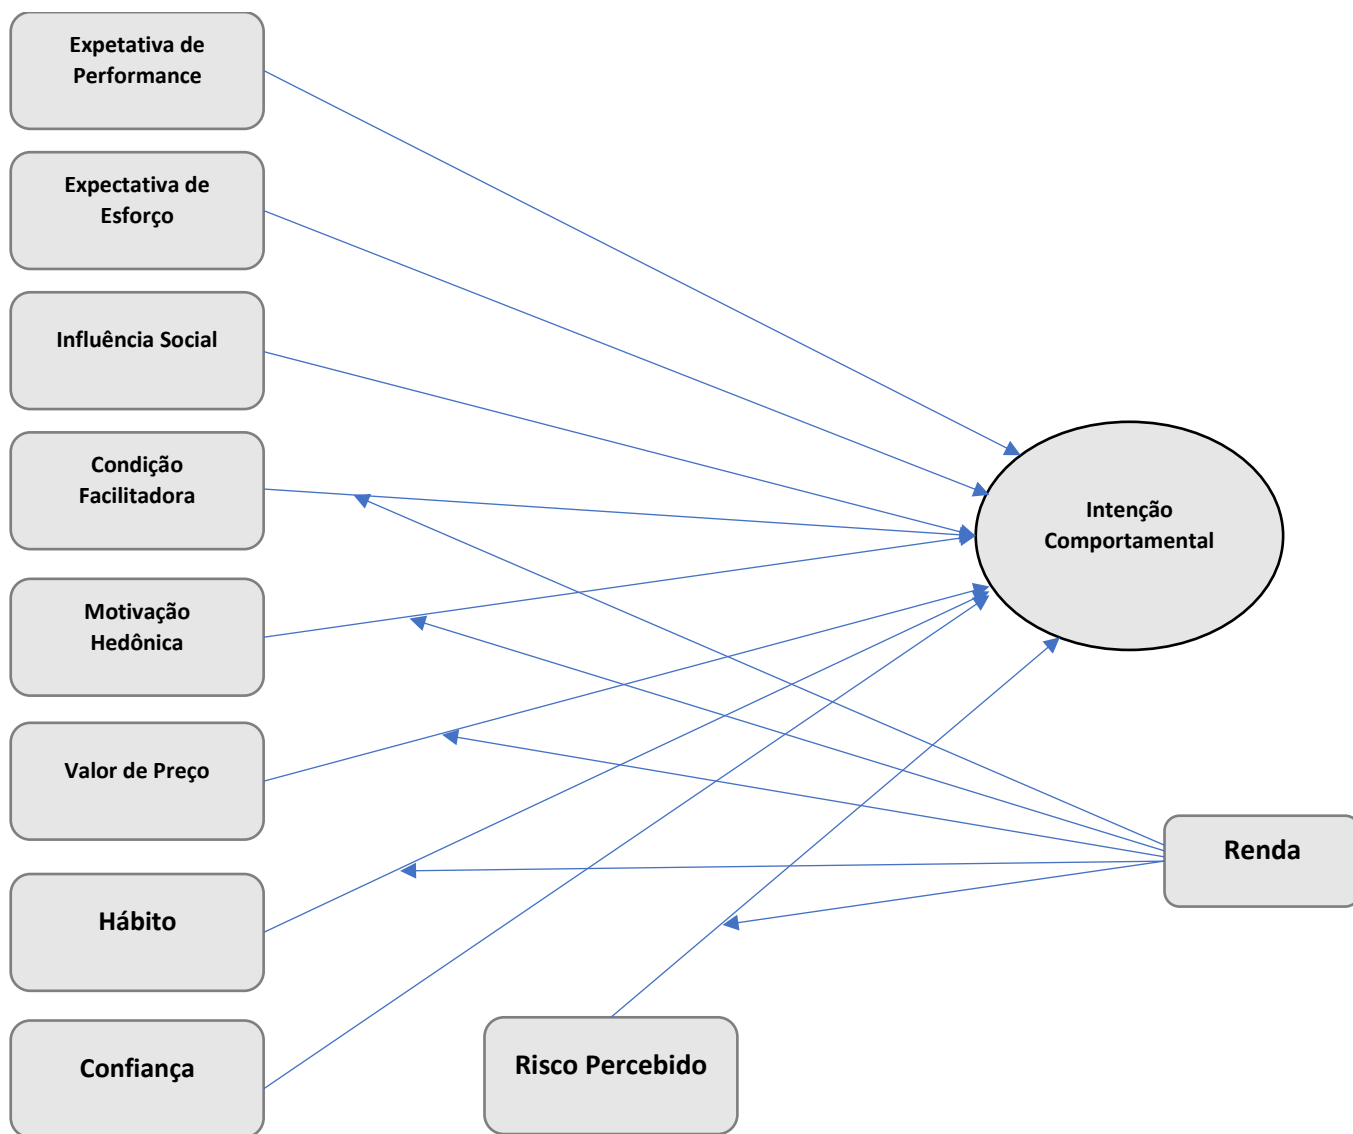 Expetativa de
Performance
Expectativa de
Esforço
Influência Social
Condição
Facilitadora
Motivação
Hedônica
Valor de Preço
Hábito
Confiança
Risco Percebido
Intenção
Comportamental
Renda